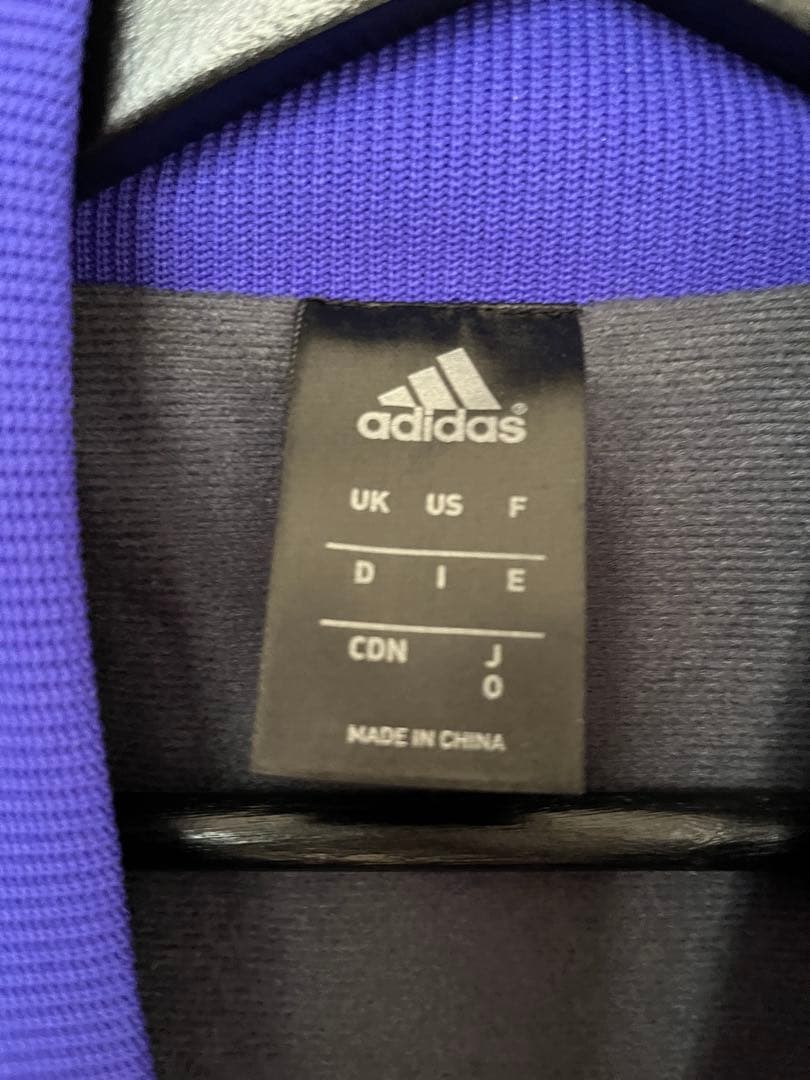 adidas®
UK US F
D I E
CDN J
O
MADE IN CHINA